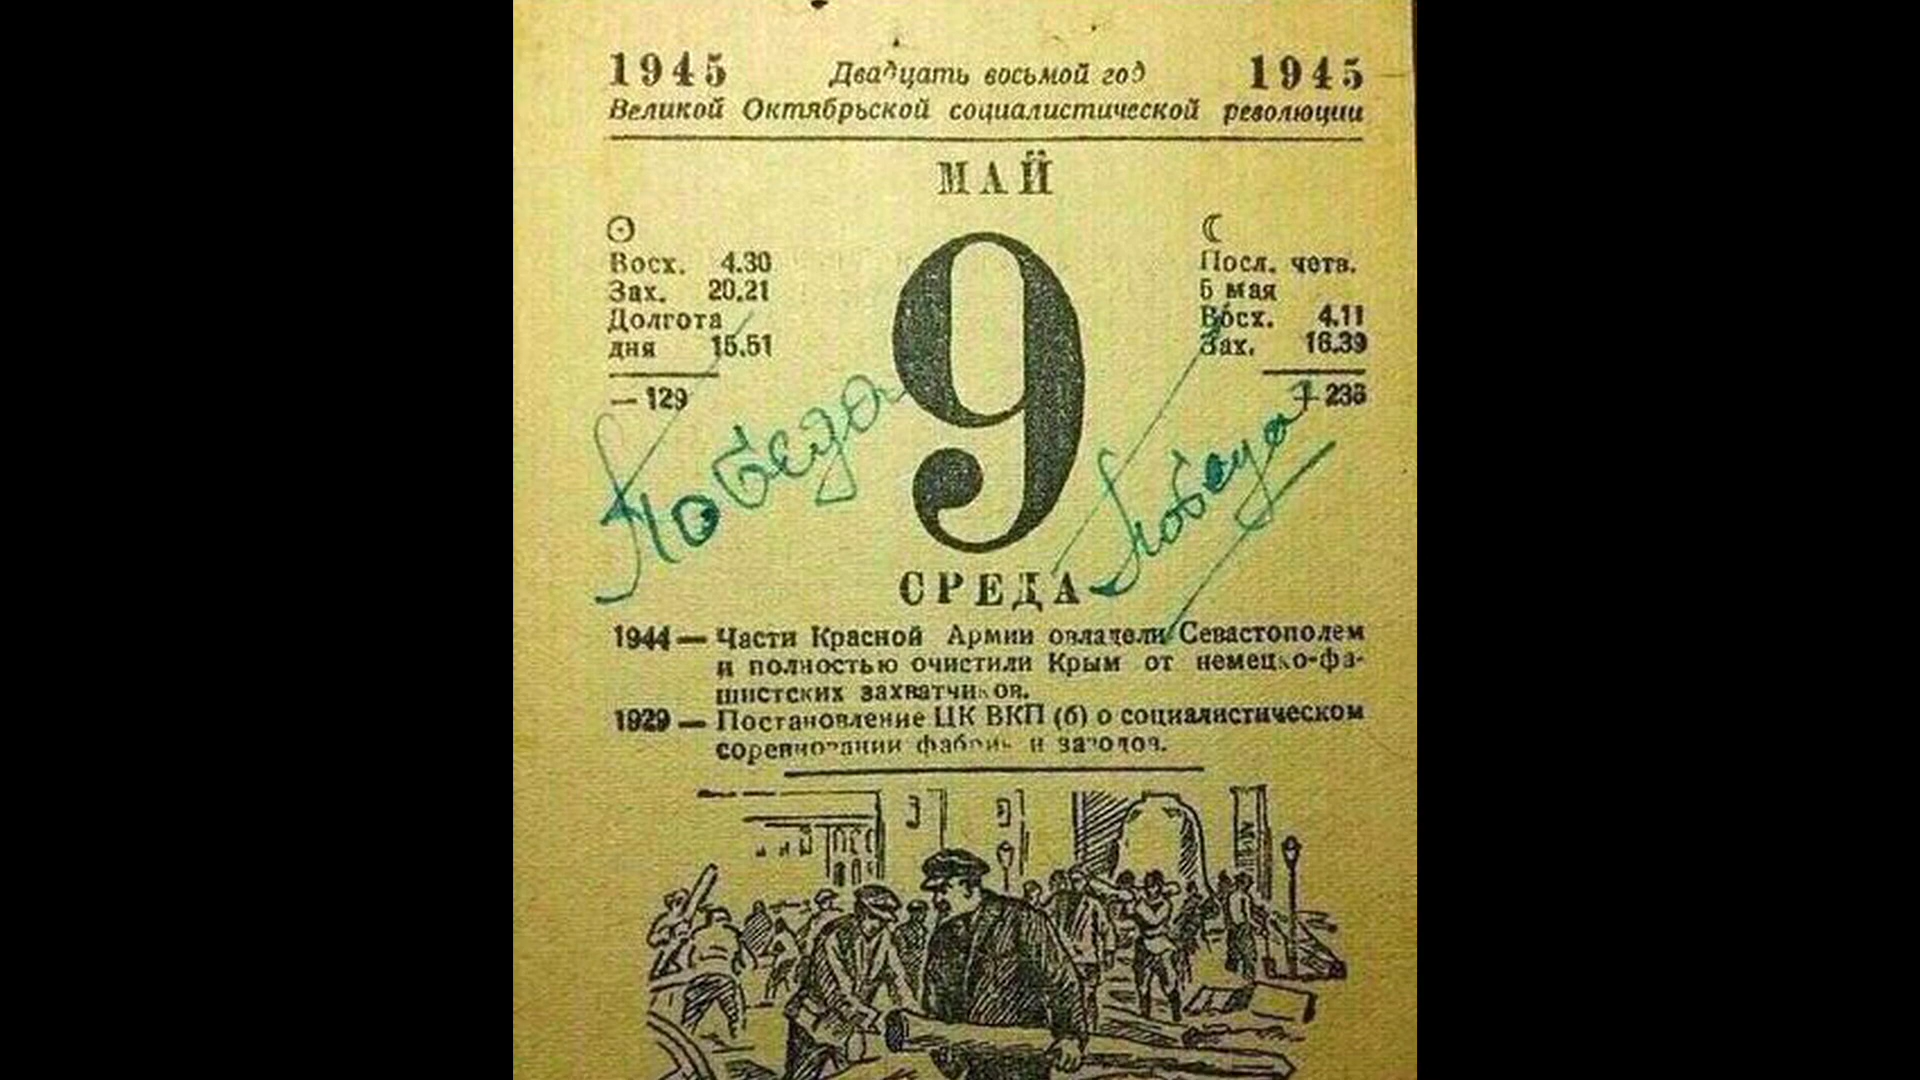 1945 Двадцать восьмой год 1945
Великой Октябрьской социалистической революции
МАЙ
Восх. 4.30
Зах. 20.21
Долгота
дня 15.51
— 129
9
Посл. четв.
5 мая
Восх. 4.11
Зах. 16.39
+ 236
Победа
Победа
СРЕДА
1944 — Части Красной Армии овладели Севастополем
и полностью очистили Крым от немецко-фа-
шистских захватчиков.
1929 — Постановление ЦК ВКП (б) о социалистическом
соревновании фабрик и заводов.